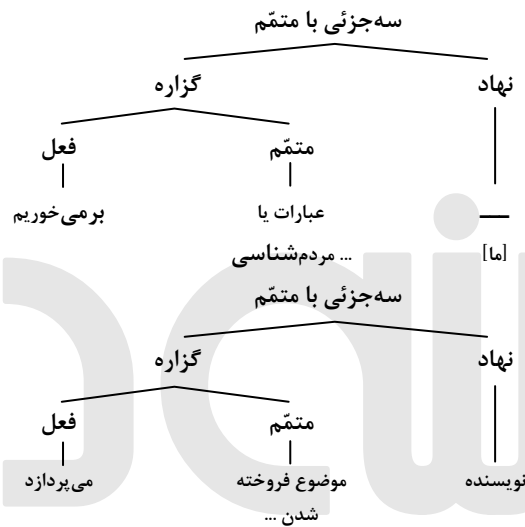 سه‌جزئی با متمّم
نهاد گزاره
متمّم فعل
— عبارات یا برمی‌خوریم
[ما] ... مردم‌شناسی
سه‌جزئی با متمّم
نهاد گزاره
متمّم فعل
نویسنده موضوع فروخته می‌پردازد
شدن ...